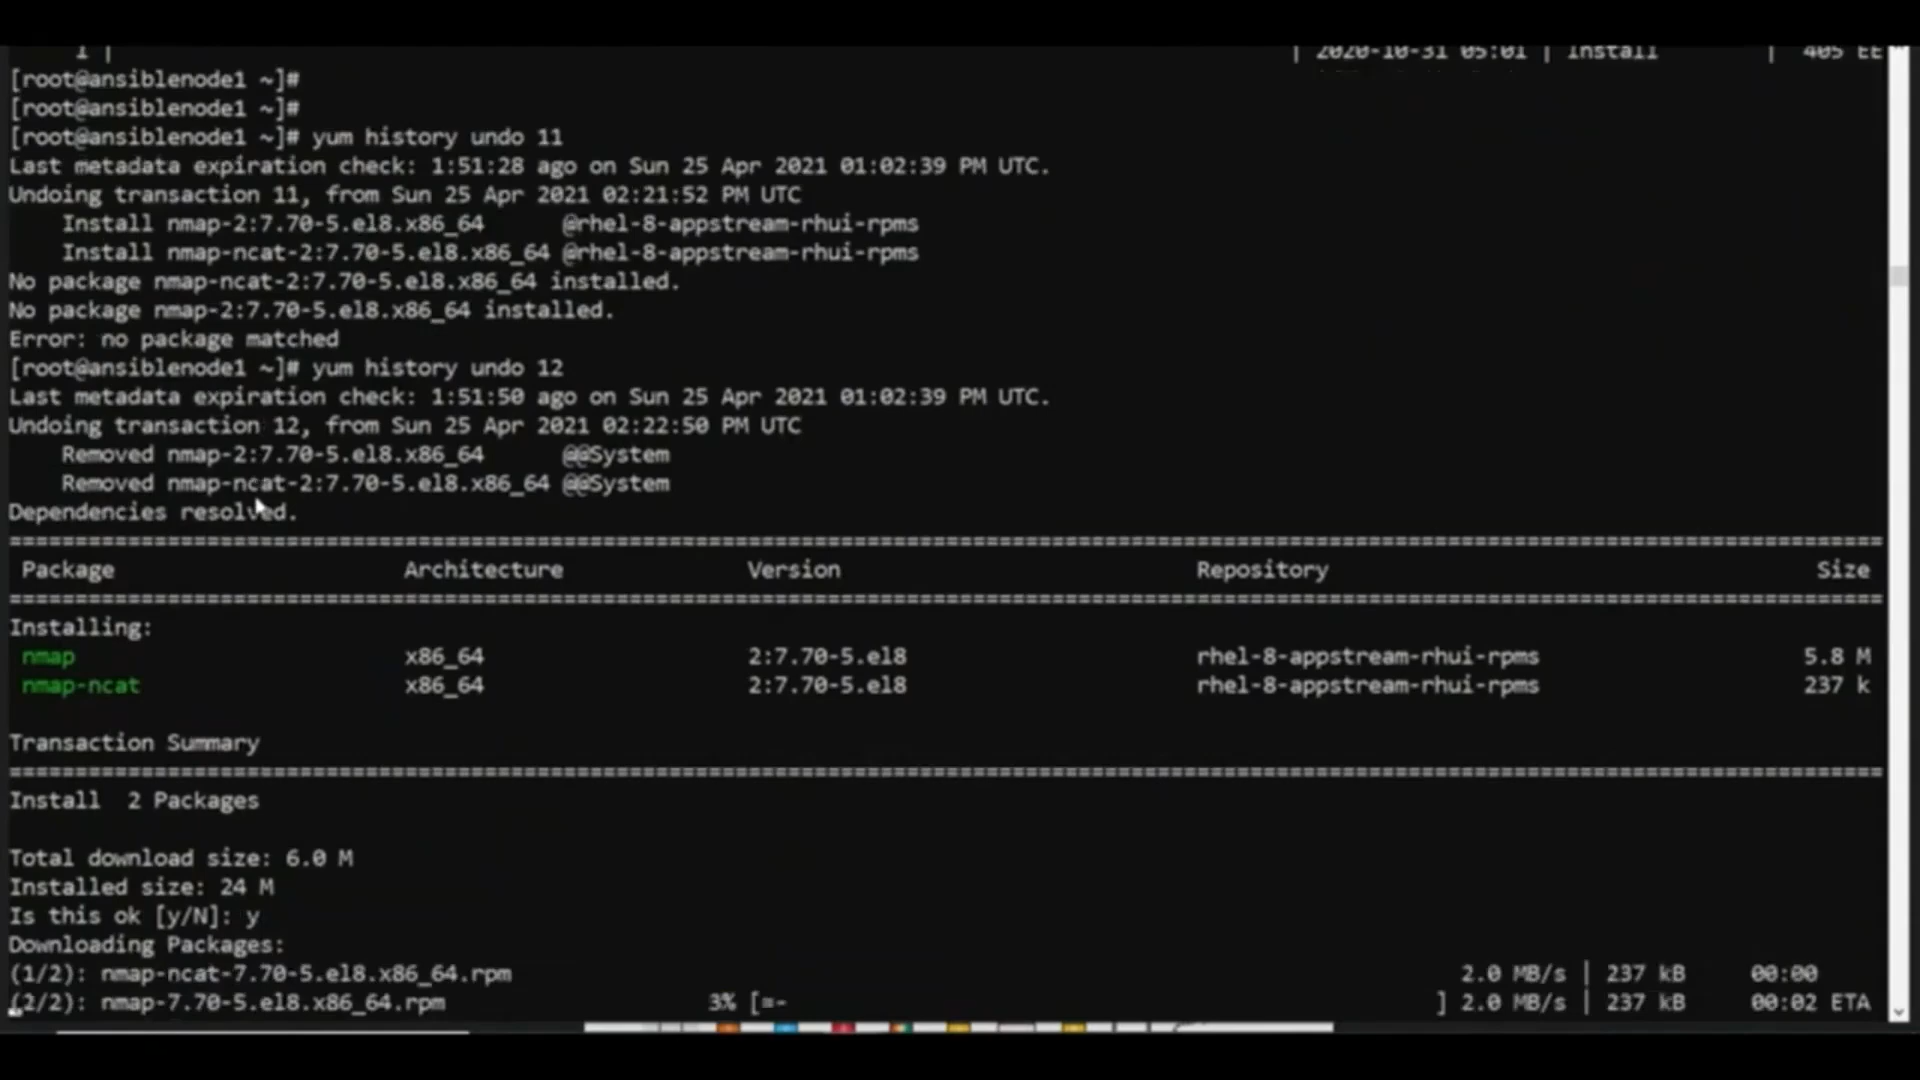 1 | | 2020-10-31 05:01 | Install | 405 EE
[root@ansiblenode1 ~]#
[root@ansiblenode1 ~]#
[root@ansiblenode1 ~]# yum history undo 11
Last metadata expiration check: 1:51:28 ago on Sun 25 Apr 2021 01:02:39 PM UTC.
Undoing transaction 11, from Sun 25 Apr 2021 02:21:52 PM UTC
Install nmap-2:7.70-5.el8.x86_64 @rhel-8-appstream-rhui-rpms
Install nmap-ncat-2:7.70-5.el8.x86_64 @rhel-8-appstream-rhui-rpms
No package nmap-ncat-2:7.70-5.el8.x86_64 installed.
No package nmap-2:7.70-5.el8.x86_64 installed.
Error: no package matched
[root@ansiblenode1 ~]# yum history undo 12
Last metadata expiration check: 1:51:50 ago on Sun 25 Apr 2021 01:02:39 PM UTC.
Undoing transaction 12, from Sun 25 Apr 2021 02:22:50 PM UTC
Removed nmap-2:7.70-5.el8.x86_64 @@System
Removed nmap-ncat-2:7.70-5.el8.x86_64 @@System
Dependencies resolved.
Package Architecture Version Repository Size
Installing:
nmap x86_64 2:7.70-5.el8 rhel-8-appstream-rhui-rpms 5.8 M
nmap-ncat x86_64 2:7.70-5.el8 rhel-8-appstream-rhui-rpms 237 k
Transaction Summary
Install 2 Packages
Total download size: 6.0 M
Installed size: 24 M
Is this ok [y/N]: y
Downloading Packages:
(1/2): nmap-ncat-7.70-5.el8.x86_64.rpm 2.0 MB/s | 237 kB 00:00
(2/2): nmap-7.70-5.el8.x86_64.rpm 3% [=- ] 2.0 MB/s | 237 kB 00:02 ETA